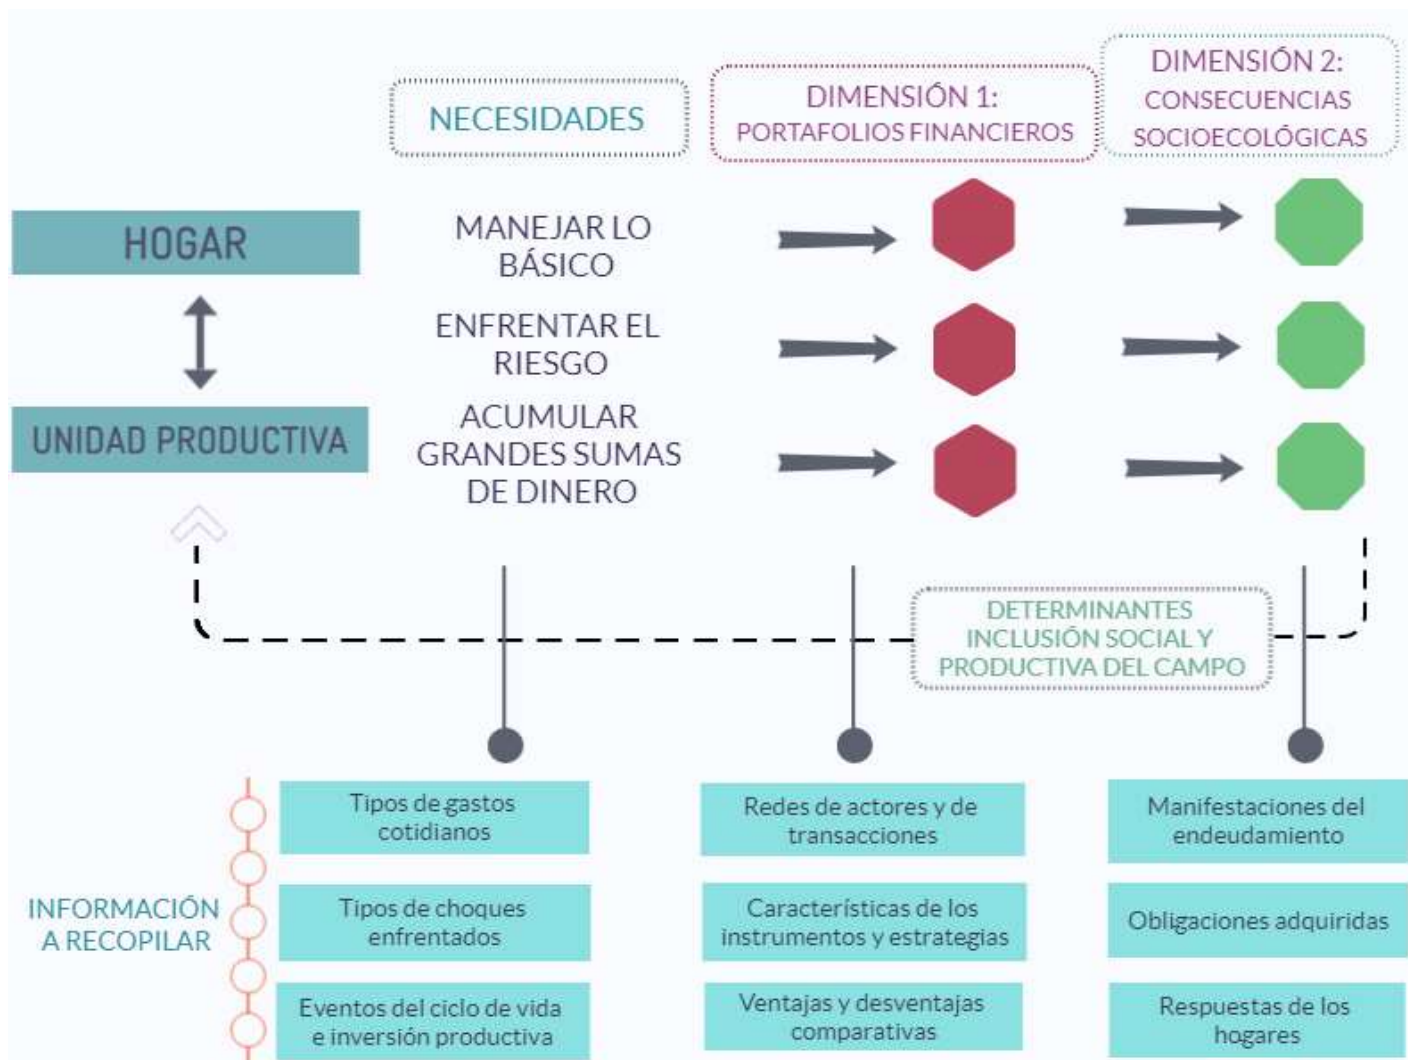 NECESIDADES
DIMENSIÓN 1:
PORTAFOLIOS FINANCIEROS
DIMENSIÓN 2:
CONSECUENCIAS
SOCIOECOLÓGICAS
HOGAR
UNIDAD PRODUCTIVA
MANEJAR LO
BÁSICO
ENFRENTAR EL
RIESGO
ACUMULAR
GRANDES SUMAS
DE DINERO
DETERMINANTES
INCLUSIÓN SOCIAL Y
PRODUCTIVA DEL CAMPO
INFORMACIÓN
A RECOPILAR
Tipos de gastos
cotidianos
Tipos de choques
enfrentados
Eventos del ciclo de vida
e inversión productiva
Redes de actores y de
transacciones
Características de los
instrumentos y estrategias
Ventajas y desventajas
comparativas
Manifestaciones del
endeudamiento
Obligaciones adquiridas
Respuestas de los
hogares